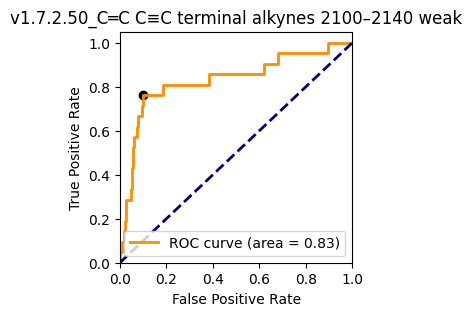 v1.7.2.50_C═C C≡C terminal alkynes 2100–2140 weak
1.0
0.8
0.6
0.4
0.2
0.0
True Positive Rate
ROC curve (area = 0.83)
0.0 0.2 0.4 0.6 0.8 1.0
False Positive Rate